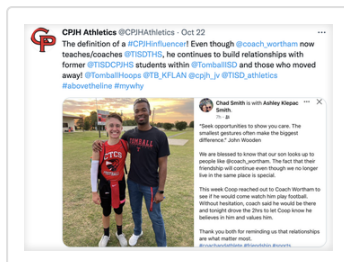 CPJH Athletics @CPJHAthletics · Oct 22
The definition of a #CPJHinfluencer! Even though @coach_wortham now
teaches/coaches @TISDTHS, he continues to build relationships with
former @TISDCPJHS students within @TomballISD and those who moved
away! @TomballHoops @TB_KFLAN @cpjh_jv @TISD_athletics
#abovetheline #mywhy
Chad Smith is with Ashley Klepac
Smith.
"Seek opportunities to show you care. The
smallest gestures often make the biggest
difference." John Wooden
We are blessed to know that our son looks up to
people like @coach_wortham. The fact that their
friendship will continue even though we no longer
live in the same place is special.
This week Coop reached out to Coach Wortham to
see if he would come watch him play football.
Without hesitation, coach said he would be there
and tonight drove the 2hrs to let Coop know he
believes in him and values him.
Thank you both for reminding us that relationships
are what matter most.